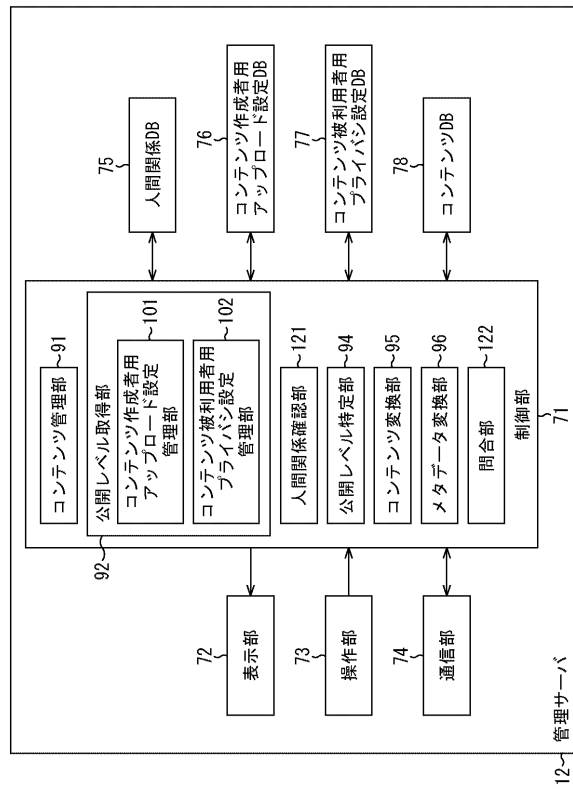 12 管理サーバ
72
表示部
73
操作部
74
通信部
71
制御部
91
コンテンツ管理部
92
公開レベル取得部
101
コンテンツ作成者用
アップロード設定
管理部
102
コンテンツ被利用者用
プライバシ設定
管理部
121
人間関係確認部
94
公開レベル特定部
95
コンテンツ変換部
96
メタデータ変換部
122
問合部
75
人間関係DB
76
コンテンツ作成者用
アップロード設定DB
77
コンテンツ被利用者用
プライバシ設定DB
78
コンテンツDB